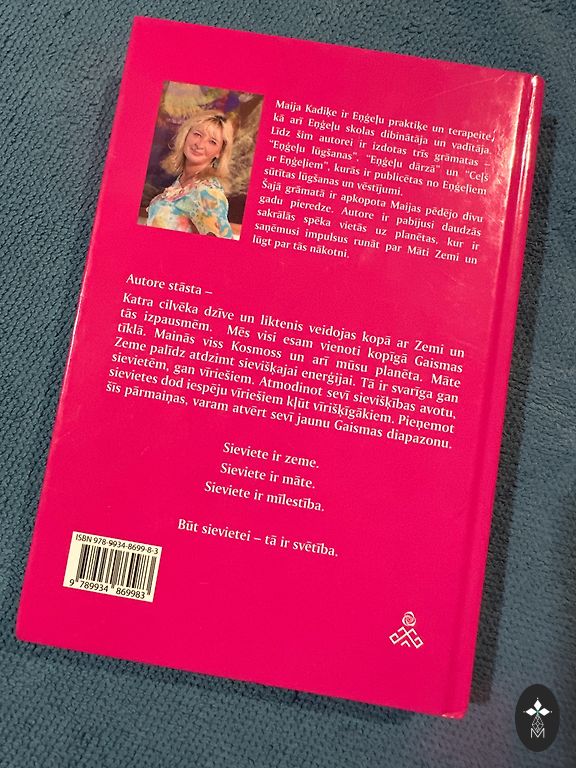 Maija Kadiķe ir Eņģeļu praktiķe un terapeite,
kā arī Eņģeļu skolas dibinātāja un vadītāja.
Līdz šim autorei ir izdotas trīs grāmatas –
"Eņģeļu lūgšanas", "Eņģeļu dārzā" un "Ceļš
ar Eņģeļiem", kurās ir publicētas no Eņģeļiem
sūtītas lūgšanas un vēstījumi.
Šajā grāmatā ir apkopota Maijas pēdējo divu
gadu pieredze. Autore ir pabijusi daudzās
sakrālās spēka vietās uz planētas, kur ir
saņēmusi impulsus runāt par Māti Zemi un
lūgt par tās nākotni.
Autore stāsta –
Katra cilvēka dzīve un liktenis veidojas kopā ar Zemi un
tās izpausmēm. Mēs visi esam vienoti kopīgā Gaismas
tīklā. Mainās viss Kosmoss un arī mūsu planēta. Māte
Zeme palīdz atdzimt sievišķajai enerģijai. Tā ir svarīga gan
sievietēm, gan vīriešiem. Atmodinot sevī sievišķības avotu,
sievietes dod iespēju vīriešiem kļūt vīrišķīgākiem. Pieņemot
šīs pārmaiņas, varam atvērt sevī jaunu Gaismas diapazonu.
Sieviete ir zeme.
Sieviete ir māte.
Sieviete ir mīlestība.
Būt sievietei – tā ir svētība.
ISBN 978-9934-8699-8-3
9 789934 869983
M